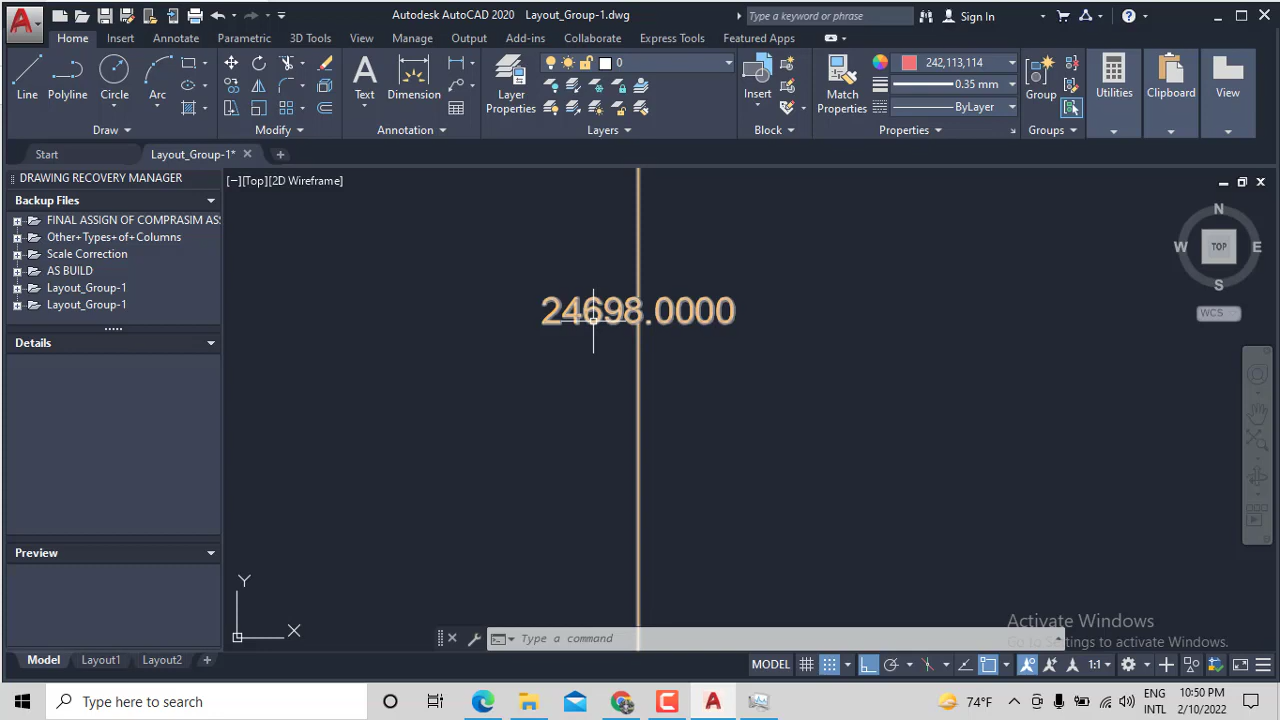 Autodesk AutoCAD 2020 Layout_Group-1.dwg
Type a keyword or phrase
Sign In
Home Insert Annotate Parametric 3D Tools View Manage Output Add-ins Collaborate Express Tools Featured Apps
Line
Polyline
Circle
Arc
Text
Dimension
Layer
Properties
0
Insert
Match
Properties
242,113,114
0.35 mm
ByLayer
Group
Utilities
Clipboard
View
Draw
Modify
Annotation
Layers
Block
Properties
Groups
Start
Layout_Group-1*
DRAWING RECOVERY MANAGER
Backup Files
FINAL ASSIGN OF COMPRASIM AS
Other+Types+of+Columns
Scale Correction
AS BUILD
Layout_Group-1
Layout_Group-1
Details
Preview
[−][Top][2D Wireframe]
24698.0000
N
W
TOP
E
S
WCS
Y
X
Type a command
Activate Windows
Go to Settings to activate Windows.
Model Layout1 Layout2
MODEL
1:1
Type here to search
74°F
ENG
INTL
10:50 PM
2/10/2022